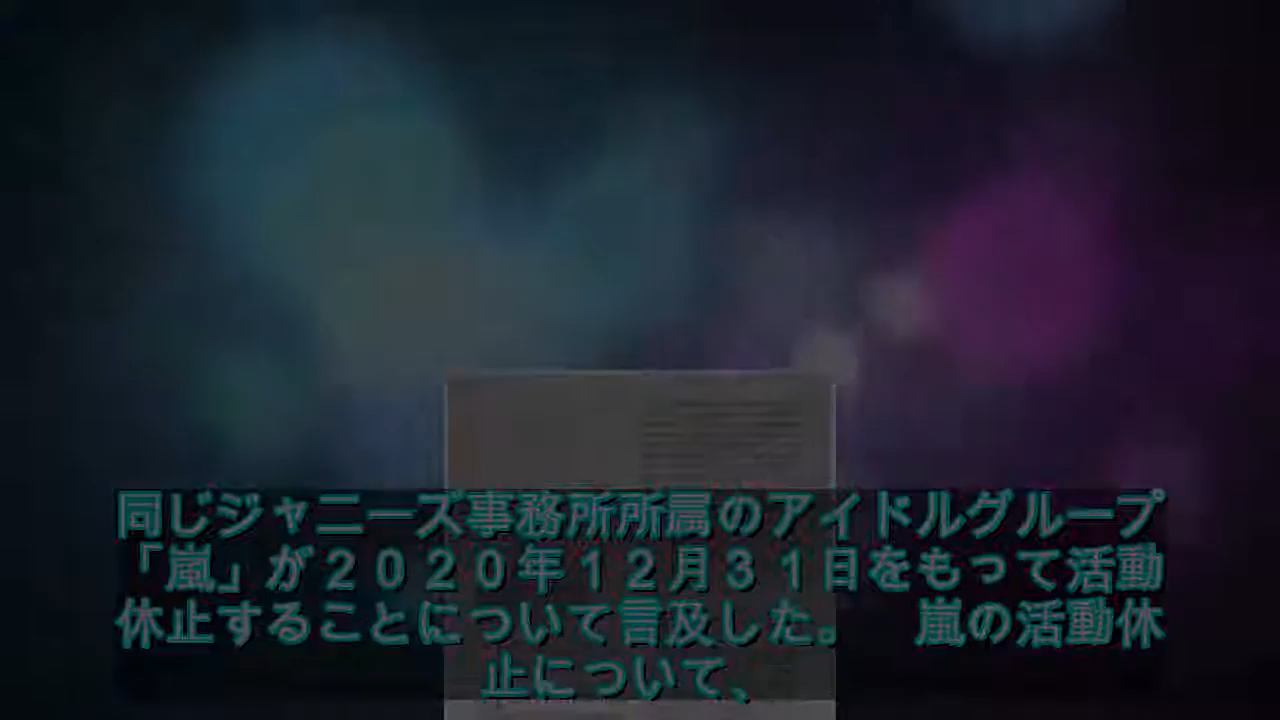 同じジャニーズ事務所所属のアイドルグループ
「嵐」が２０２０年１２月３１日をもって活動
休止することについて言及した。　嵐の活動休
止について、